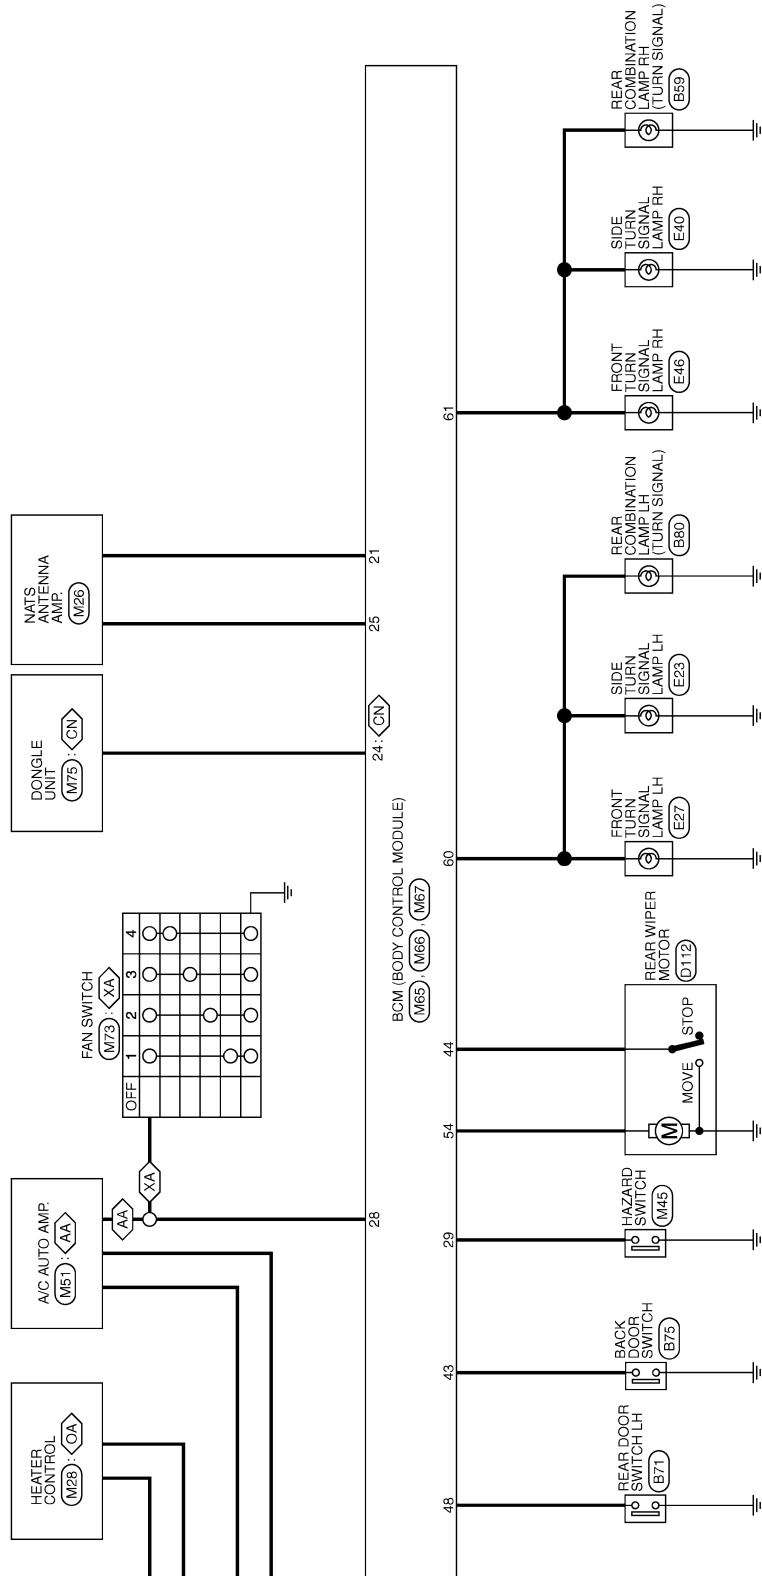 HEATER
CONTROL
M28 : OA
A/C AUTO AMP.
M51 : AA
AA
XA
FAN SWITCH
M73 : XA
OFF 1 2 3 4
DONGLE
UNIT
M75 : CN
NATS
ANTENNA
AMP.
M26
28
24 : CN
25
21
BCM (BODY CONTROL MODULE)
M65 , M66 , M67
48
43
29
54
44
60
61
REAR DOOR
SWITCH LH
B71
BACK
DOOR
SWITCH
B75
HAZARD
SWITCH
M45
REAR WIPER
MOTOR
D112
M
MOVE
STOP
FRONT
TURN
SIGNAL
LAMP LH
E27
SIDE
TURN
SIGNAL
LAMP LH
E23
REAR
COMBINATION
LAMP LH
(TURN SIGNAL)
B80
FRONT
TURN
SIGNAL
LAMP RH
E46
SIDE
TURN
SIGNAL
LAMP RH
E40
REAR
COMBINATION
LAMP RH
(TURN SIGNAL)
B59